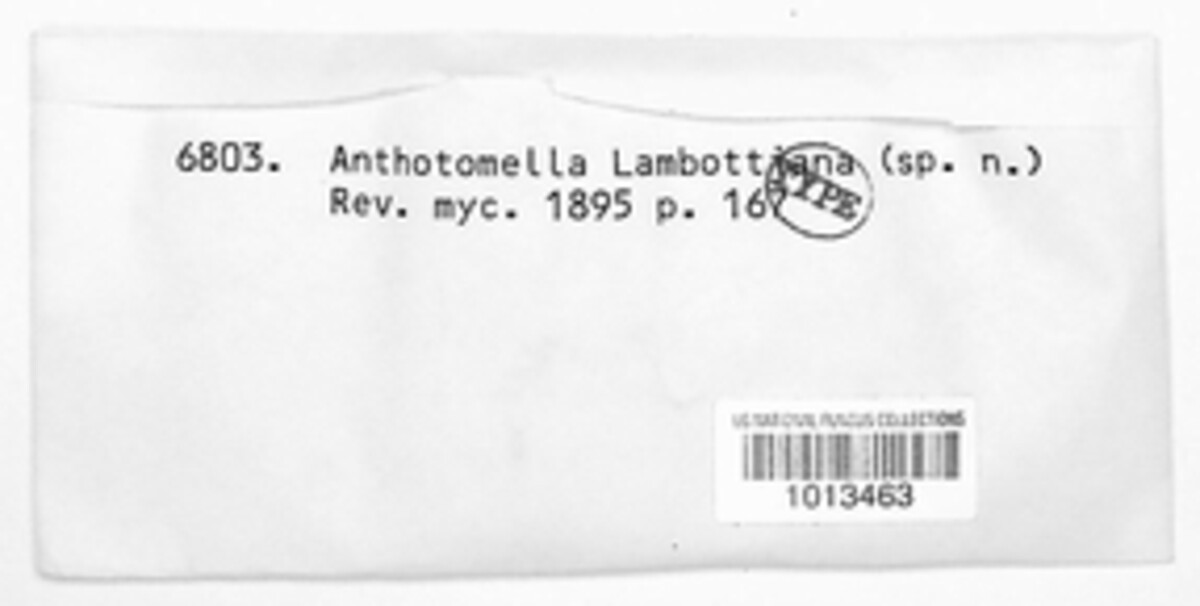 6803. Anthotomella Lambottiana (sp. n.)
Rev. myc. 1895 p. 167
TYPE
US NATIONAL FUNGUS COLLECTIONS
1013463